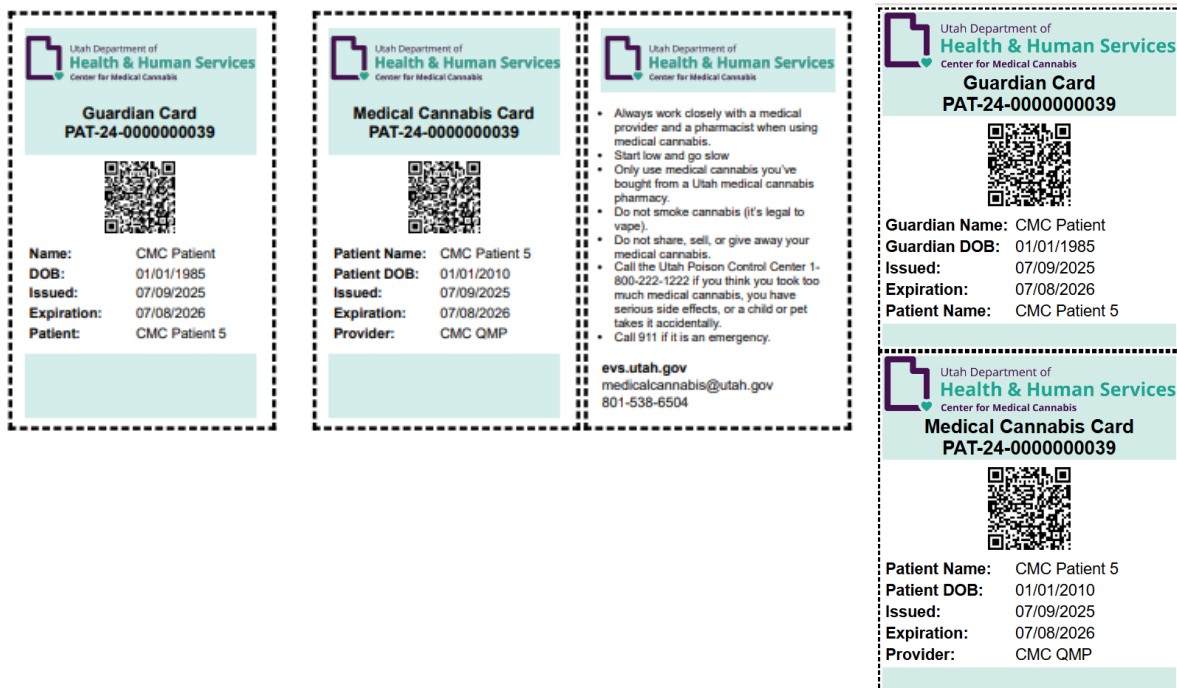 Utah Department of
Health & Human Services
Center for Medical Cannabis
Guardian Card
PAT-24-0000000039
Name: CMC Patient
DOB: 01/01/1985
Issued: 07/09/2025
Expiration: 07/08/2026
Patient: CMC Patient 5
Utah Department of
Health & Human Services
Center for Medical Cannabis
Medical Cannabis Card
PAT-24-0000000039
Patient Name: CMC Patient 5
Patient DOB: 01/01/2010
Issued: 07/09/2025
Expiration: 07/08/2026
Provider: CMC QMP
Utah Department of
Health & Human Services
Center for Medical Cannabis
• Always work closely with a medical
provider and a pharmacist when using
medical cannabis.
• Start low and go slow
• Only use medical cannabis you've
bought from a Utah medical cannabis
pharmacy.
• Do not smoke cannabis (it's legal to
vape).
• Do not share, sell, or give away your
medical cannabis.
• Call the Utah Poison Control Center 1-
800-222-1222 if you think you took too
much medical cannabis, you have
serious side effects, or a child or pet
takes it accidentally.
• Call 911 if it is an emergency.
evs.utah.gov
medicalcannabis@utah.gov
801-538-6504
Utah Department of
Health & Human Services
Center for Medical Cannabis
Guardian Card
PAT-24-0000000039
Guardian Name: CMC Patient
Guardian DOB: 01/01/1985
Issued: 07/09/2025
Expiration: 07/08/2026
Patient Name: CMC Patient 5
Utah Department of
Health & Human Services
Center for Medical Cannabis
Medical Cannabis Card
PAT-24-0000000039
Patient Name: CMC Patient 5
Patient DOB: 01/01/2010
Issued: 07/09/2025
Expiration: 07/08/2026
Provider: CMC QMP